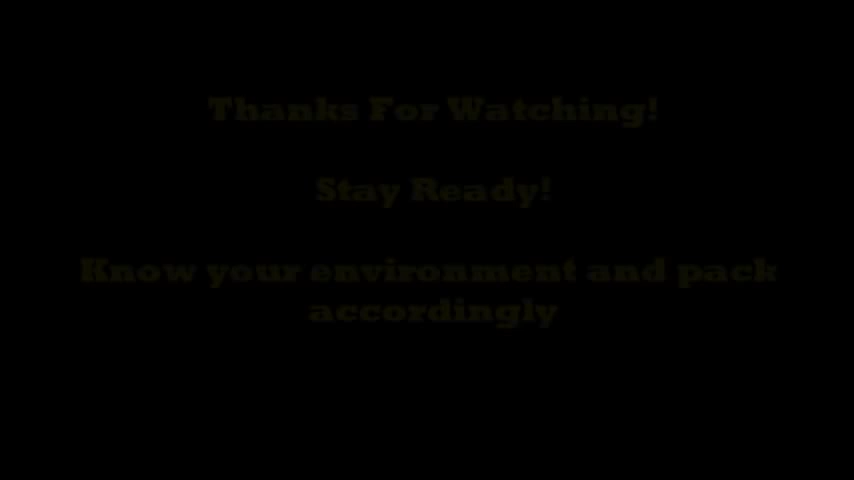 Thanks For Watching!
Stay Ready!
Know your environment and pack
accordingly